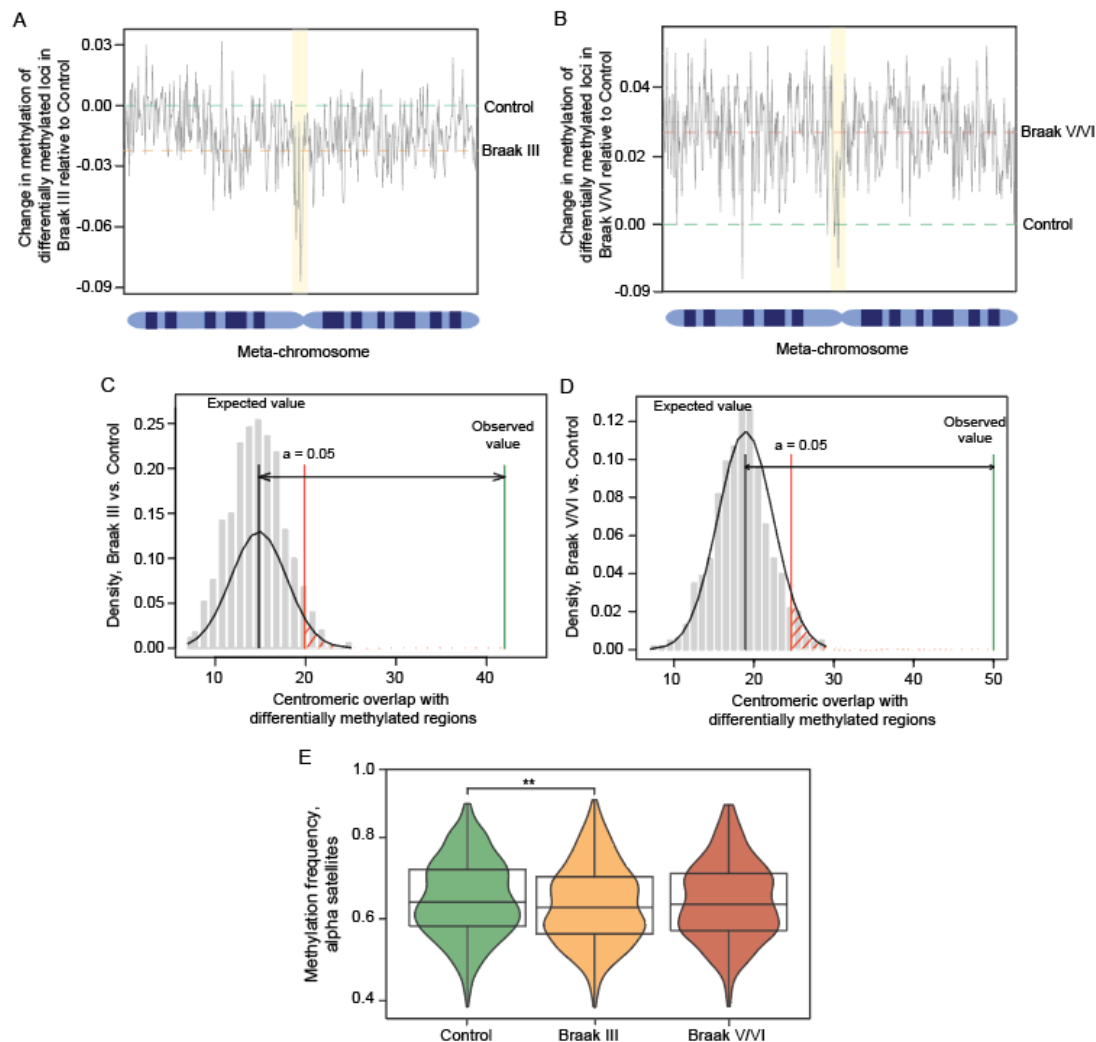 A
Change in methylation of
differentially methylated loci in
Braak III relative to Control
0.03
0.00
-0.03
-0.06
-0.09
Control
Braak III
Meta-chromosome
B
Change in methylation of
differentially methylated loci in
Braak V/VI relative to Control
0.04
0.02
0.00
-0.09
Braak V/VI
Control
Meta-chromosome
C
Density, Braak III vs. Control
0.25
0.20
0.15
0.10
0.05
0.00
Expected value
a = 0.05
Observed
value
10
20
30
40
Centromeric overlap with
differentially methylated regions
D
Density, Braak V/VI vs. Control
0.12
0.10
0.08
0.06
0.04
0.02
0.00
Expected value
a = 0.05
Observed
value
10
20
30
40
50
Centromeric overlap with
differentially methylated regions
E
Methylation frequency,
alpha satellites
1.0
0.8
0.6
0.4
**
Control
Braak III
Braak V/VI